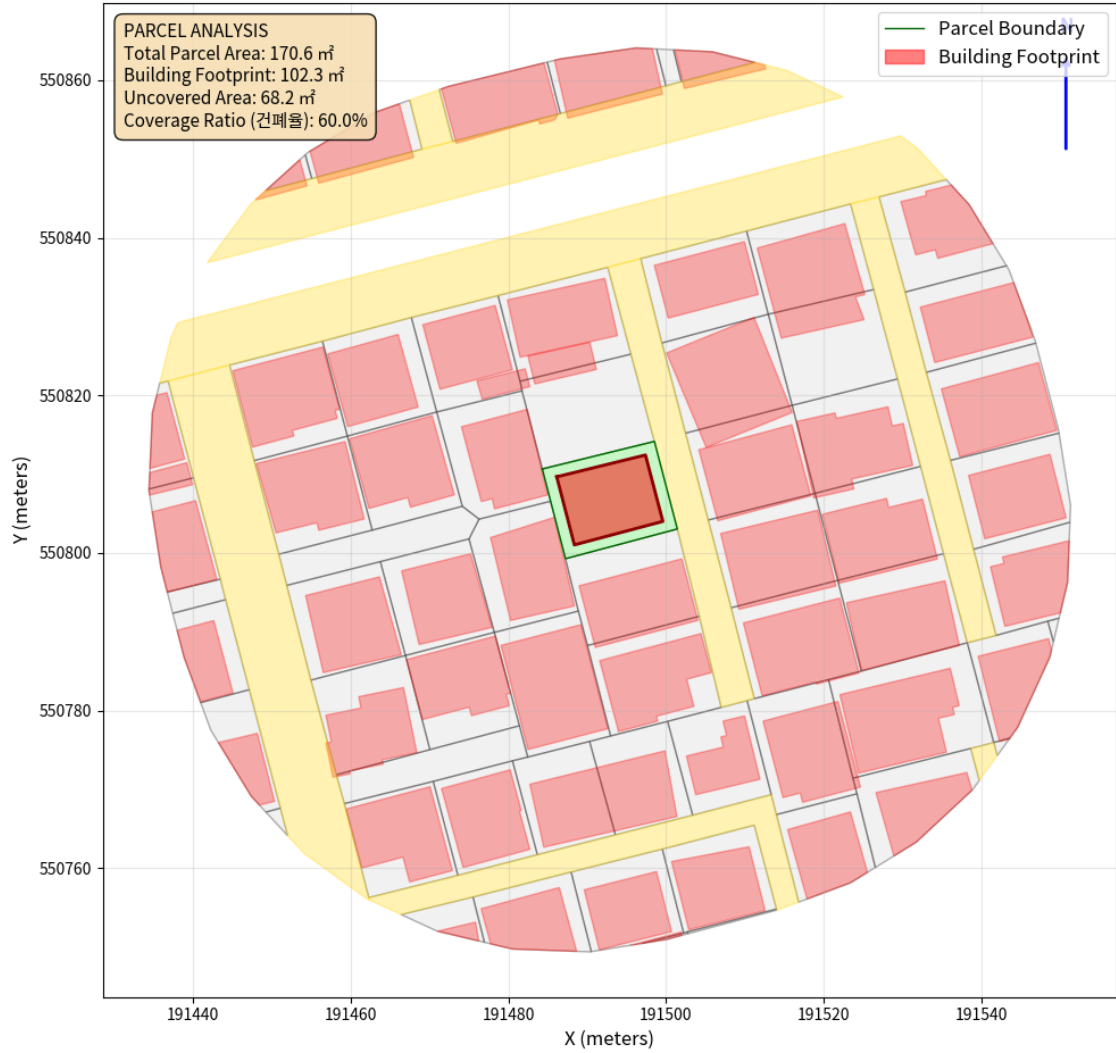 PARCEL ANALYSIS
Total Parcel Area: 170.6 ㎡
Building Footprint: 102.3 ㎡
Uncovered Area: 68.2 ㎡
Coverage Ratio (건폐율): 60.0%
Parcel Boundary
Building Footprint
N
550860
550840
550820
550800
550780
550760
Y (meters)
191440
191460
191480
191500
191520
191540
X (meters)